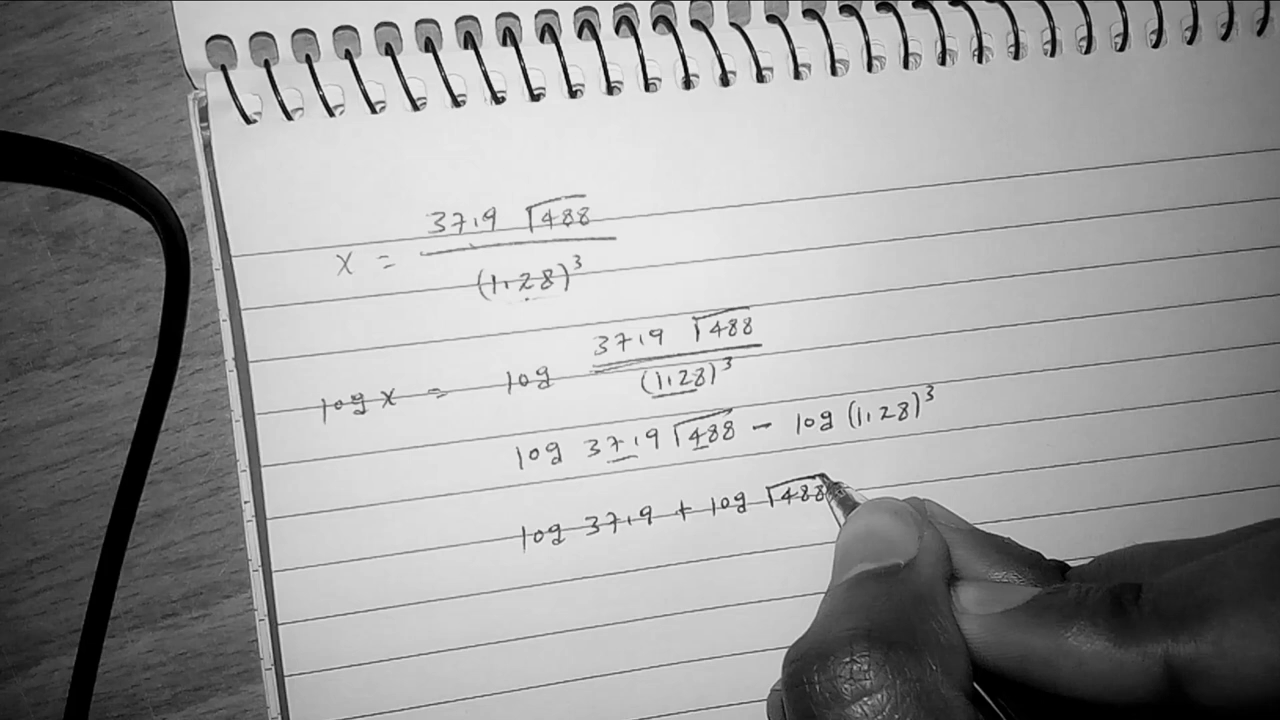 x = 37.9 √488 / (1.28)³
log x = log 37.9 √488 / (1.28)³
log 37.9 √488 − log (1.28)³
log 37.9 + log √488